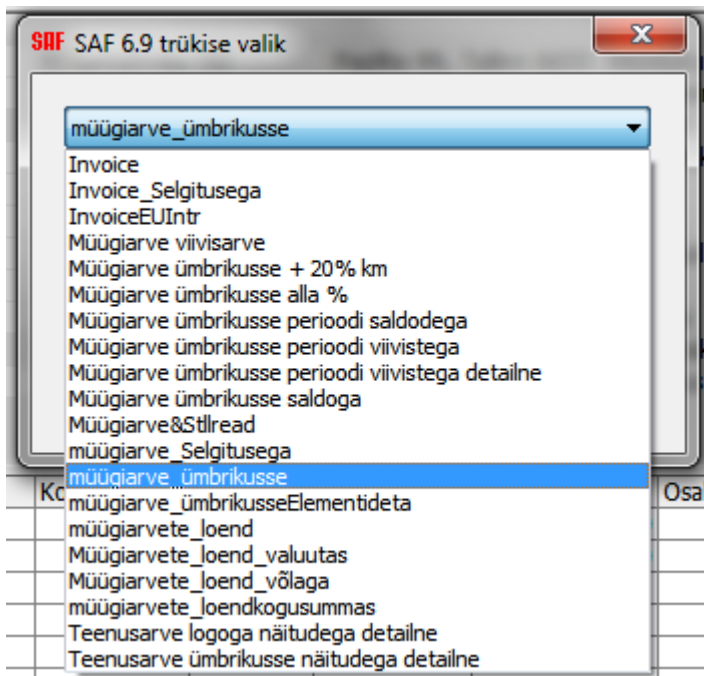 SAF SAF 6.9 trükise valik
müügiarve_ümbrikusse
Invoice
Invoice_Selgitusega
InvoiceEUIntr
Müügiarve viivisarve
Müügiarve ümbrikusse + 20% km
Müügiarve ümbrikusse alla %
Müügiarve ümbrikusse perioodi saldodega
Müügiarve ümbrikusse perioodi viivistega
Müügiarve ümbrikusse perioodi viivistega detailne
Müügiarve ümbrikusse saldoga
Müügiarve&Stllread
müügiarve_Selgitusega
müügiarve_ümbrikusse
müügiarve_ümbrikusseElementideta
müügiarvete_loend
Müügiarvete_loend_valuutas
Müügiarvete_loend_võlaga
müügiarvete_loendkogusummas
Teenusarve logoga näitudega detailne
Teenusarve ümbrikusse näitudega detailne